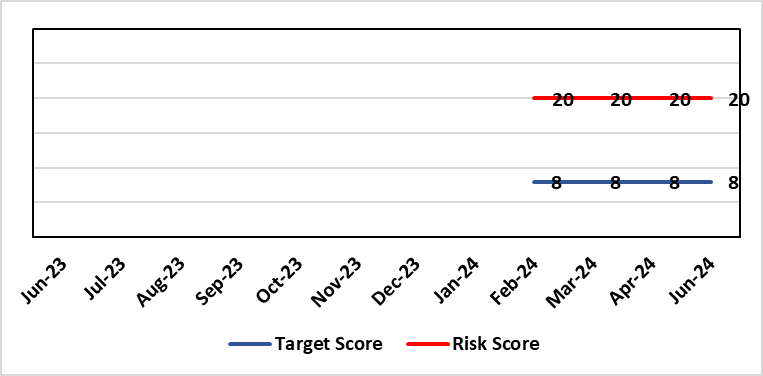 20 20 20 20
8 8 8 8
Jun-23 Jul-23 Aug-23 Sep-23 Oct-23 Nov-23 Dec-23 Jan-24 Feb-24 Mar-24 Apr-24 Jun-24
Target Score Risk Score